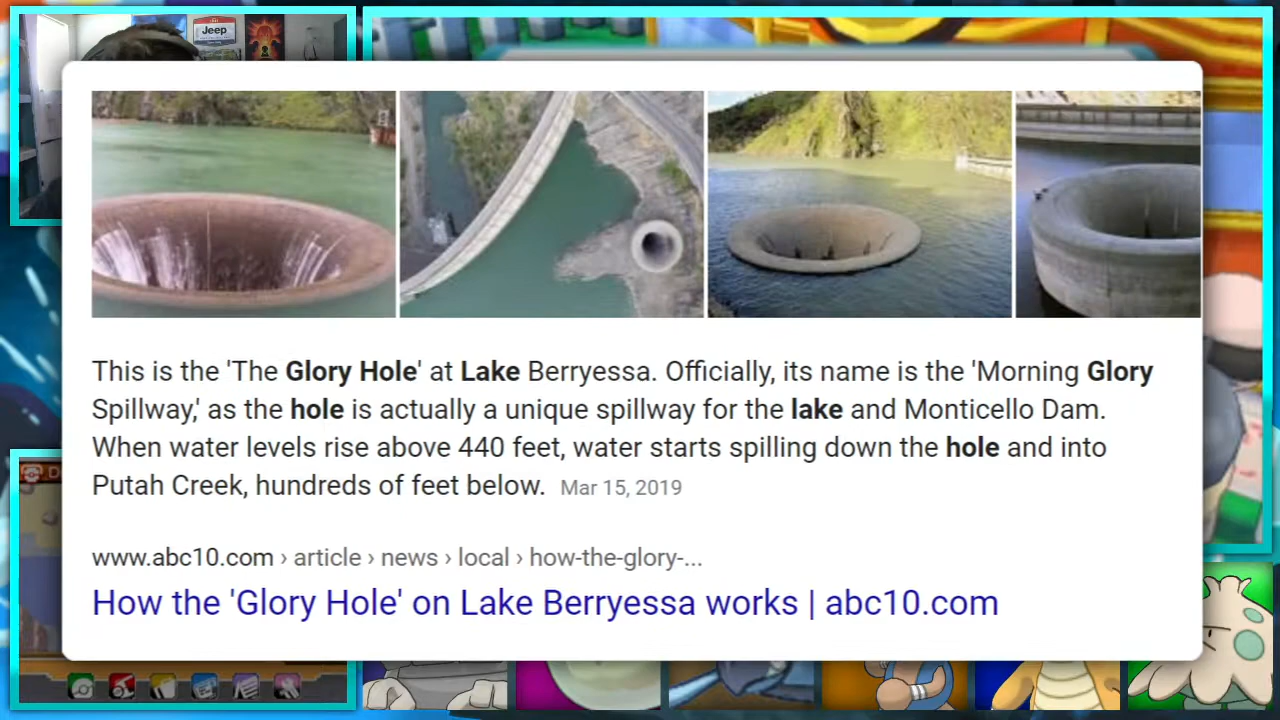 Jeep
This is the 'The Glory Hole' at Lake Berryessa. Officially, its name is the 'Morning Glory
Spillway,' as the hole is actually a unique spillway for the lake and Monticello Dam.
When water levels rise above 440 feet, water starts spilling down the hole and into
Putah Creek, hundreds of feet below. Mar 15, 2019
www.abc10.com › article › news › local › how-the-glory-...
How the 'Glory Hole' on Lake Berryessa works | abc10.com